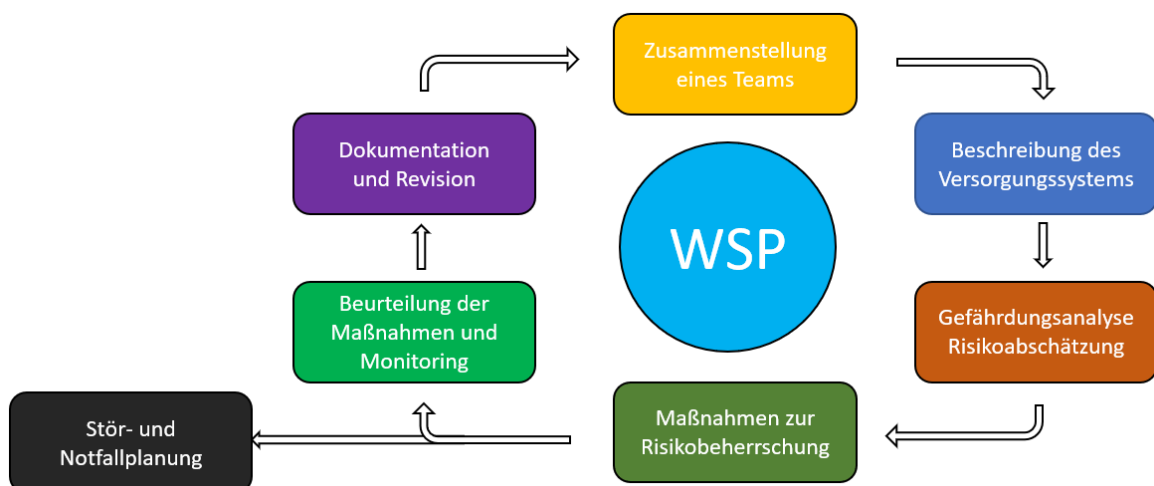 Zusammenstellung
eines Teams
Beschreibung des
Versorgungssystems
Gefährdungsanalyse
Risikoabschätzung
Maßnahmen zur
Risikobeherrschung
Stör- und
Notfallplanung
Beurteilung der
Maßnahmen und
Monitoring
Dokumentation
und Revision
WSP